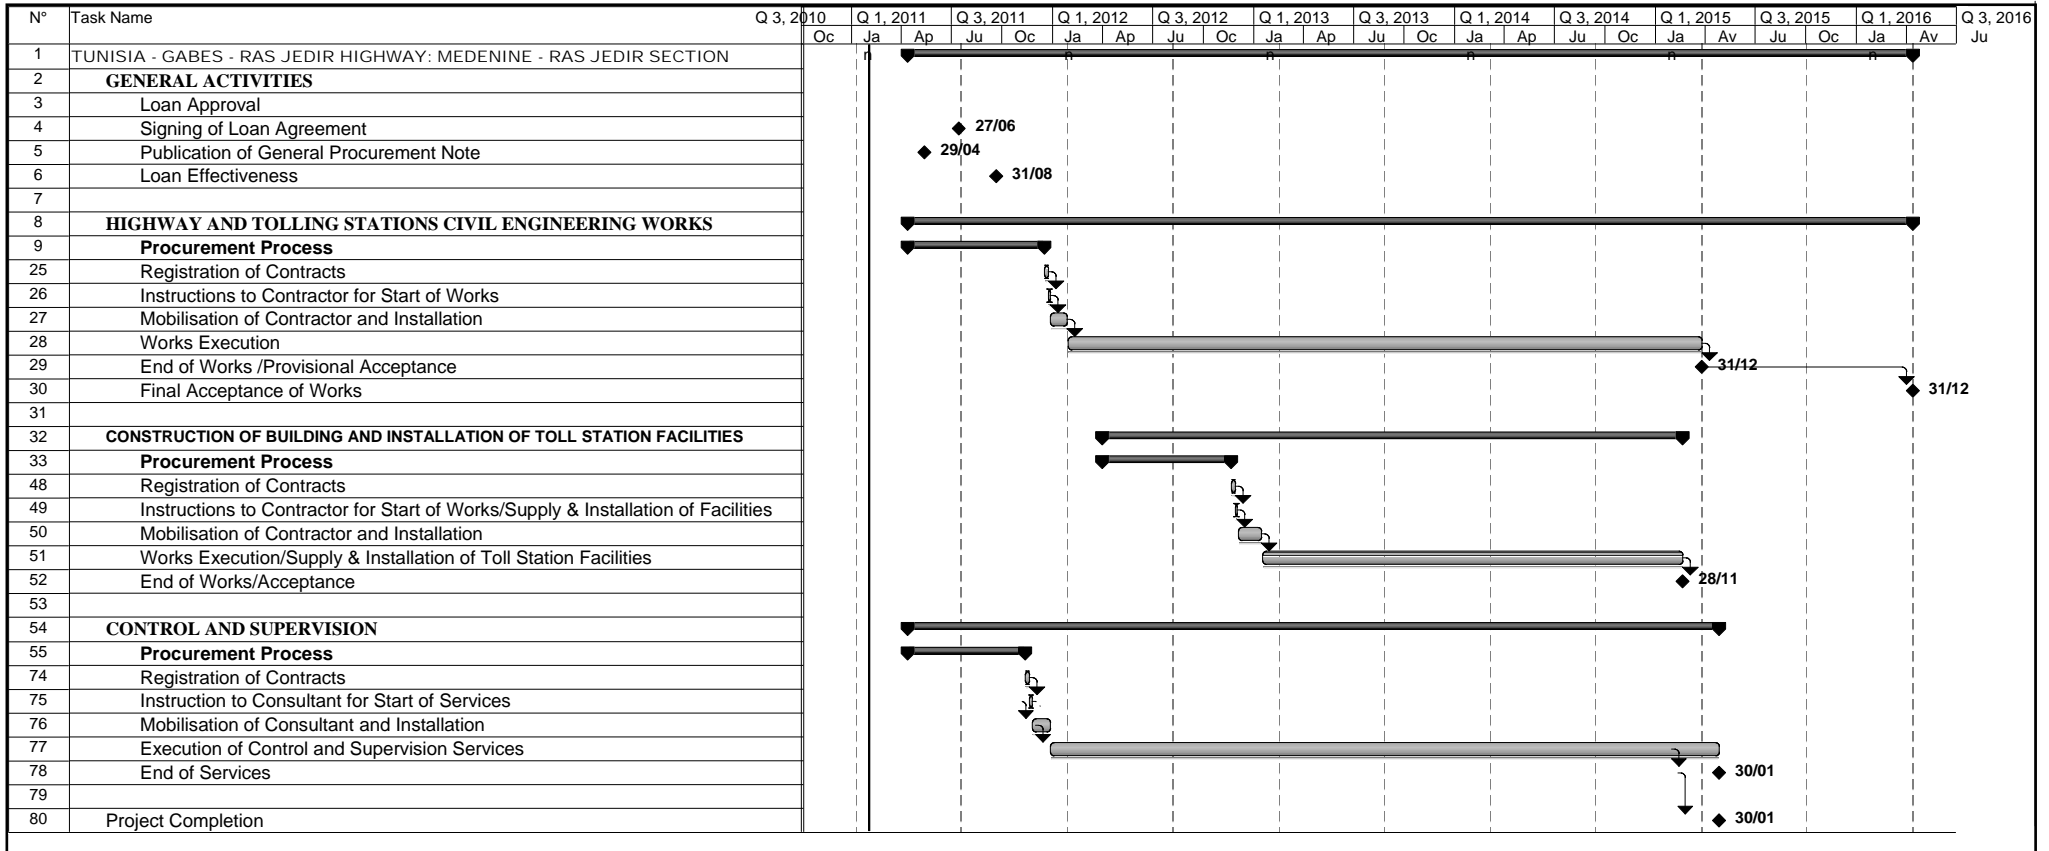 N° Task Name Q 3, 2010 Q 1, 2011 Q 3, 2011 Q 1, 2012 Q 3, 2012 Q 1, 2013 Q 3, 2013 Q 1, 2014 Q 3, 2014 Q 1, 2015 Q 3, 2015 Q 1, 2016 Q 3, 2016
Oc Ja Ap Ju Oc Ja Ap Ju Oc Ja Ap Ju Oc Ja Ap Ju Oc Ja Av Ju Oc Ja Av Ju
1 TUNISIA - GABES - RAS JEDIR HIGHWAY: MEDENINE - RAS JEDIR SECTION n n n n n n
2 GENERAL ACTIVITIES
3 Loan Approval
4 Signing of Loan Agreement 27/06
5 Publication of General Procurement Note 29/04
6 Loan Effectiveness 31/08
7
8 HIGHWAY AND TOLLING STATIONS CIVIL ENGINEERING WORKS
9 Procurement Process
25 Registration of Contracts
26 Instructions to Contractor for Start of Works
27 Mobilisation of Contractor and Installation
28 Works Execution
29 End of Works /Provisional Acceptance 31/12
30 Final Acceptance of Works 31/12
31
32 CONSTRUCTION OF BUILDING AND INSTALLATION OF TOLL STATION FACILITIES
33 Procurement Process
48 Registration of Contracts
49 Instructions to Contractor for Start of Works/Supply & Installation of Facilities
50 Mobilisation of Contractor and Installation
51 Works Execution/Supply & Installation of Toll Station Facilities
52 End of Works/Acceptance 28/11
53
54 CONTROL AND SUPERVISION
55 Procurement Process
74 Registration of Contracts
75 Instruction to Consultant for Start of Services
76 Mobilisation of Consultant and Installation
77 Execution of Control and Supervision Services
78 End of Services 30/01
79
80 Project Completion 30/01